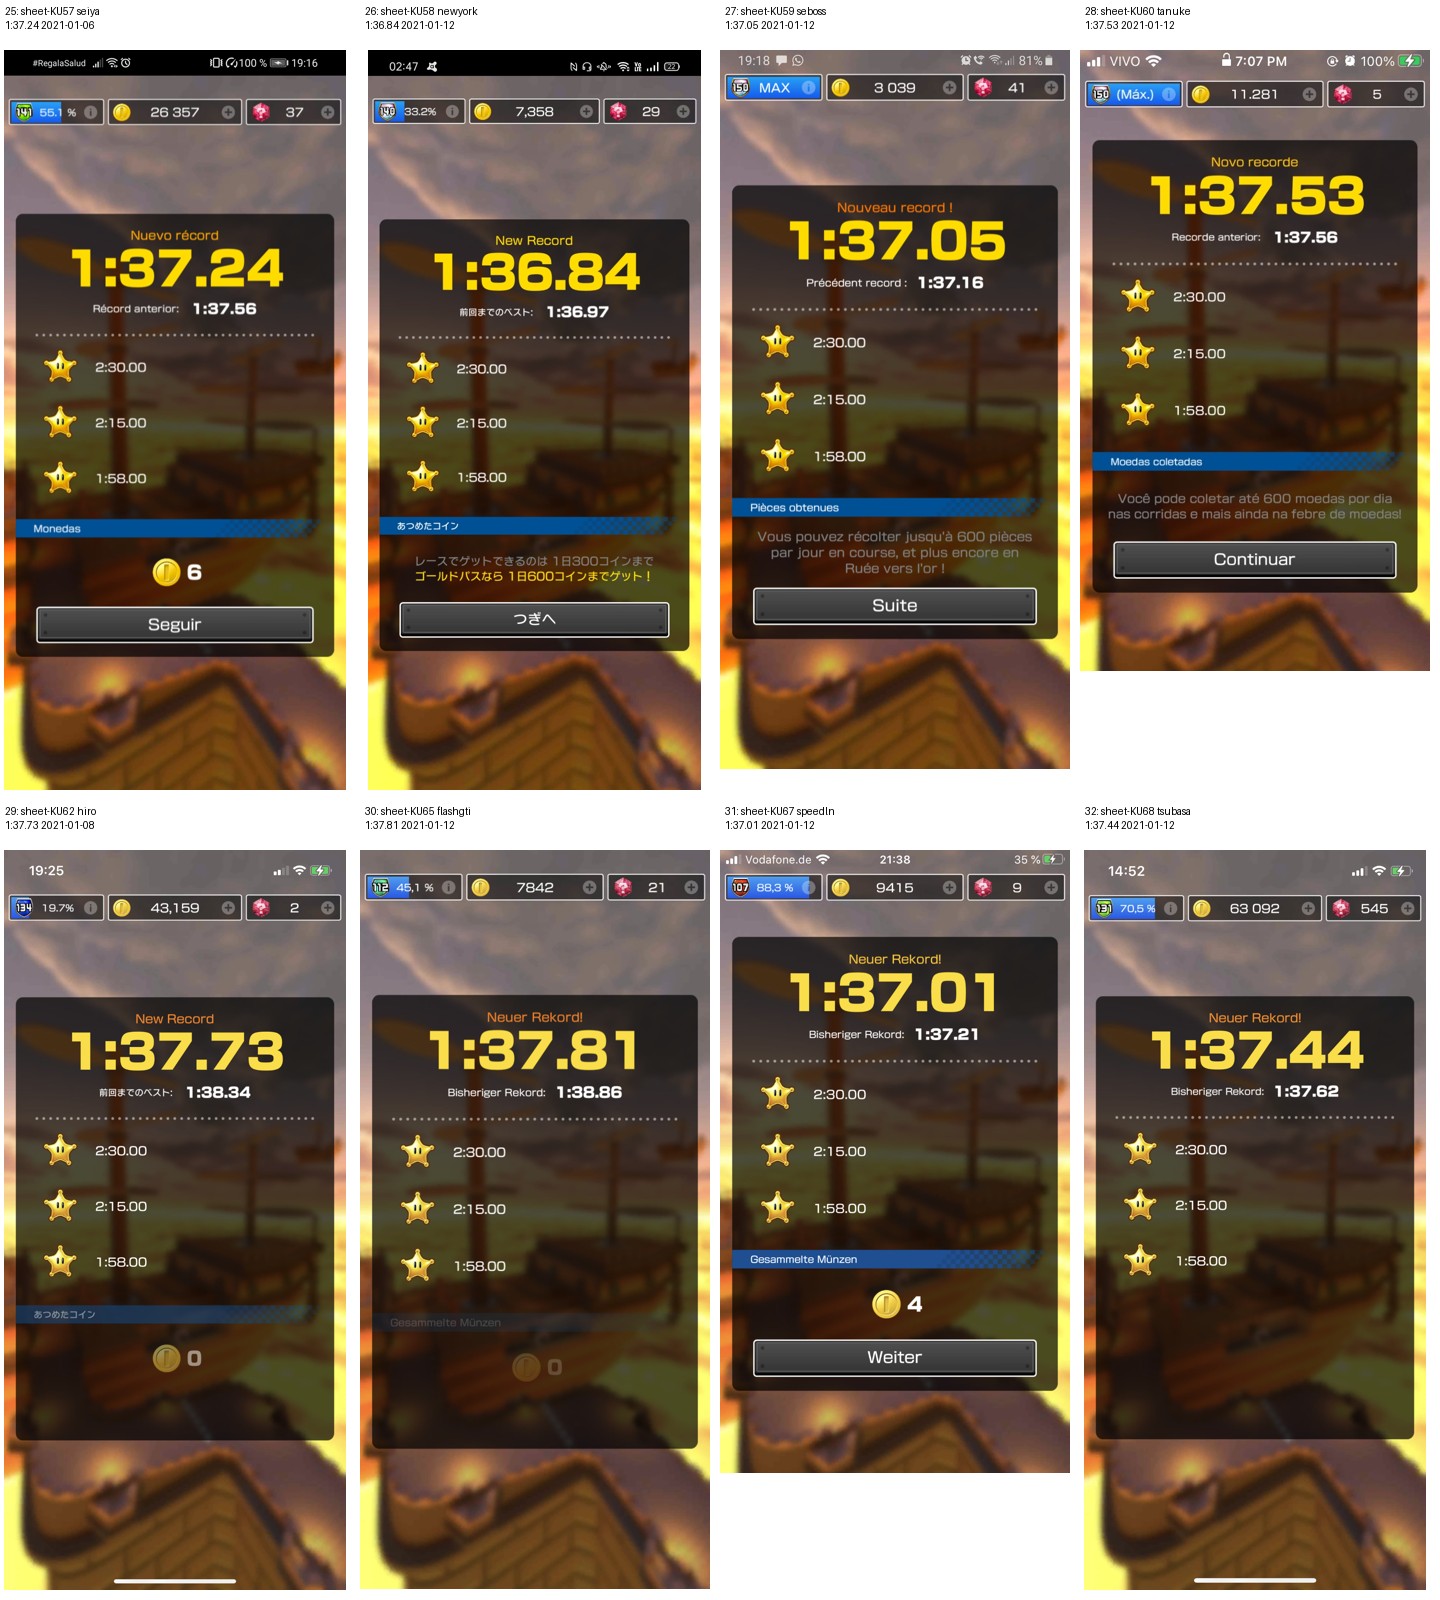 25: sheet-KU57 seiya
1:37.24 2021-01-06
#RegalaSalud 100 % 19:16
141 55.1 % 26 357 37
Nuevo récord
1:37.24
Récord anterior: 1:37.56
2:30.00
2:15.00
1:58.00
Monedas
6
Seguir
26: sheet-KU58 newyork
1:36.84 2021-01-12
02:47 22
140 33.2% 7,358 29
New Record
1:36.84
前回までのベスト: 1:36.97
2:30.00
2:15.00
1:58.00
あつめたコイン
レースでゲットできるのは 1日300コインまで
ゴールドパスなら 1日600コインまでゲット！
つぎへ
27: sheet-KU59 seboss
1:37.05 2021-01-12
19:18 81%
150 MAX 3 039 41
Nouveau record !
1:37.05
Précédent record : 1:37.16
2:30.00
2:15.00
1:58.00
Pièces obtenues
Vous pouvez récolter jusqu'à 600 pièces
par jour en course, et plus encore en
Ruée vers l'or !
Suite
28: sheet-KU60 tanuke
1:37.53 2021-01-12
VIVO 7:07 PM 100%
150 (Máx.) 11.281 5
Novo recorde
1:37.53
Recorde anterior: 1:37.56
2:30.00
2:15.00
1:58.00
Moedas coletadas
Você pode coletar até 600 moedas por dia
nas corridas e mais ainda na febre de moedas!
Continuar
29: sheet-KU62 hiro
1:37.73 2021-01-08
19:25
134 19.7% 43,159 2
New Record
1:37.73
前回までのベスト: 1:38.34
2:30.00
2:15.00
1:58.00
あつめたコイン
0
30: sheet-KU65 flashgti
1:37.81 2021-01-12
112 45,1 % 7842 21
Neuer Rekord!
1:37.81
Bisheriger Rekord: 1:38.86
2:30.00
2:15.00
1:58.00
Gesammelte Münzen
0
31: sheet-KU67 speedln
1:37.01 2021-01-12
Vodafone.de 21:38 35 %
107 88,3 % 9415 9
Neuer Rekord!
1:37.01
Bisheriger Rekord: 1:37.21
2:30.00
2:15.00
1:58.00
Gesammelte Münzen
4
Weiter
32: sheet-KU68 tsubasa
1:37.44 2021-01-12
14:52
131 70,5 % 63 092 545
Neuer Rekord!
1:37.44
Bisheriger Rekord: 1:37.62
2:30.00
2:15.00
1:58.00